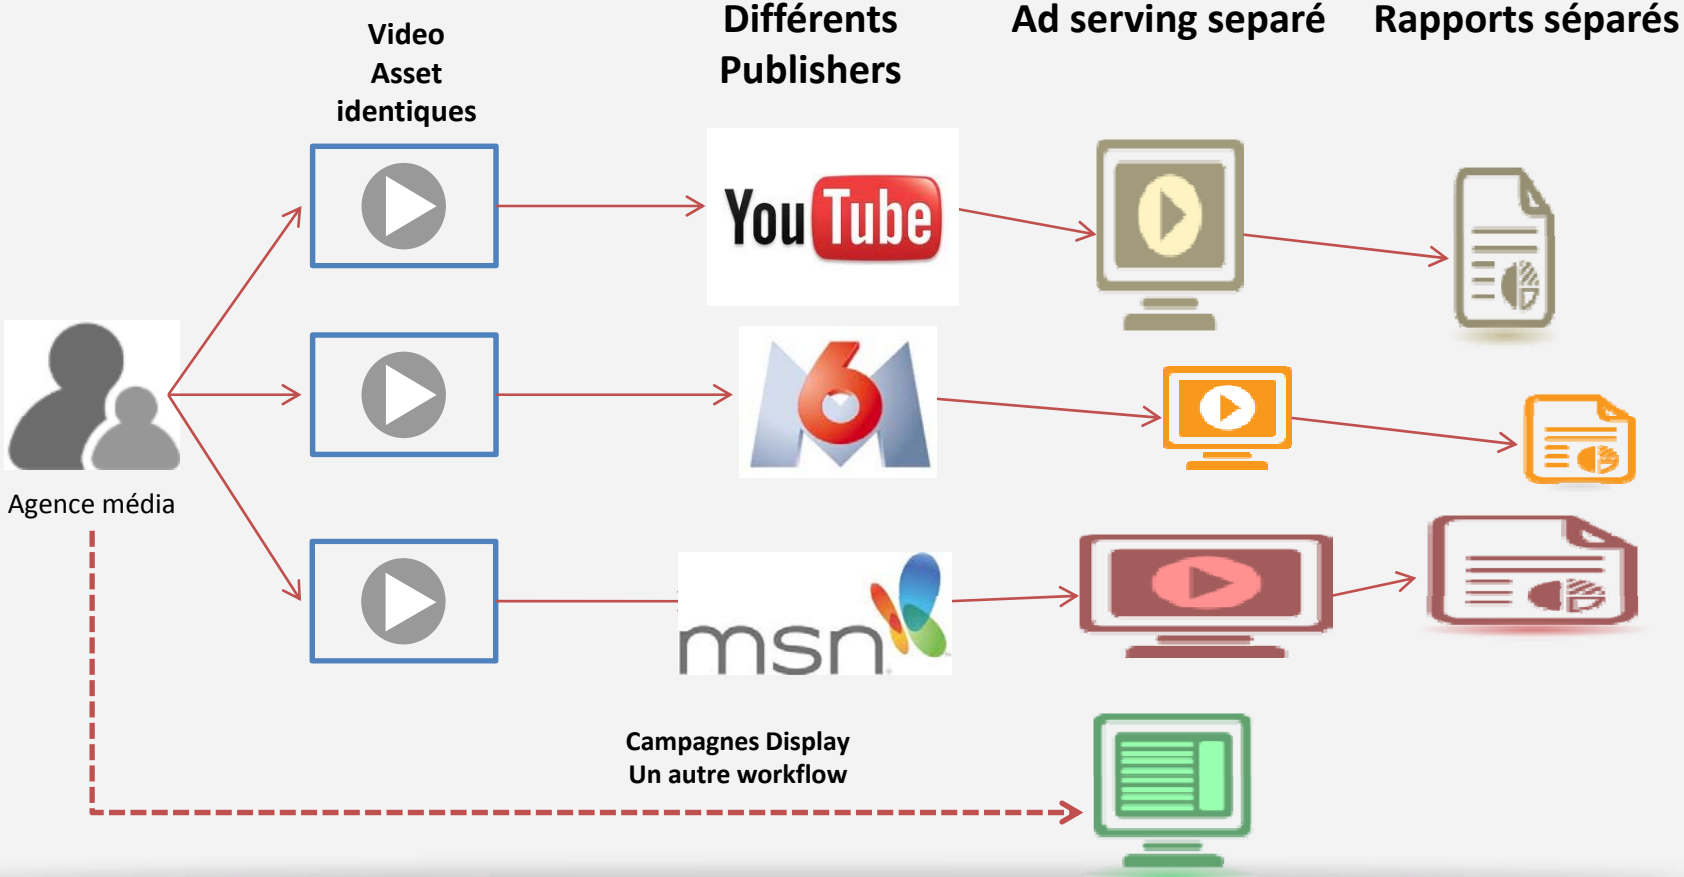 Video
Asset
identiques
Différents
Publishers
Ad serving separé
Rapports séparés
YouTube
M6
msn
Agence média
Campagnes Display
Un autre workflow